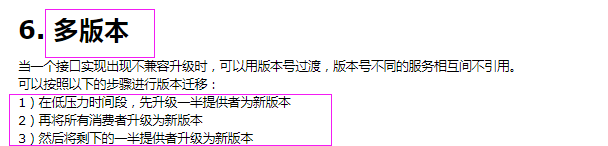 6. 多版本
当一个接口实现出现不兼容升级时，可以用版本号过渡，版本号不同的服务相互间不引用。
可以按照以下的步骤进行版本迁移：
1）在低压力时间段，先升级一半提供者为新版本
2）再将所有消费者升级为新版本
3）然后将剩下的一半提供者升级为新版本